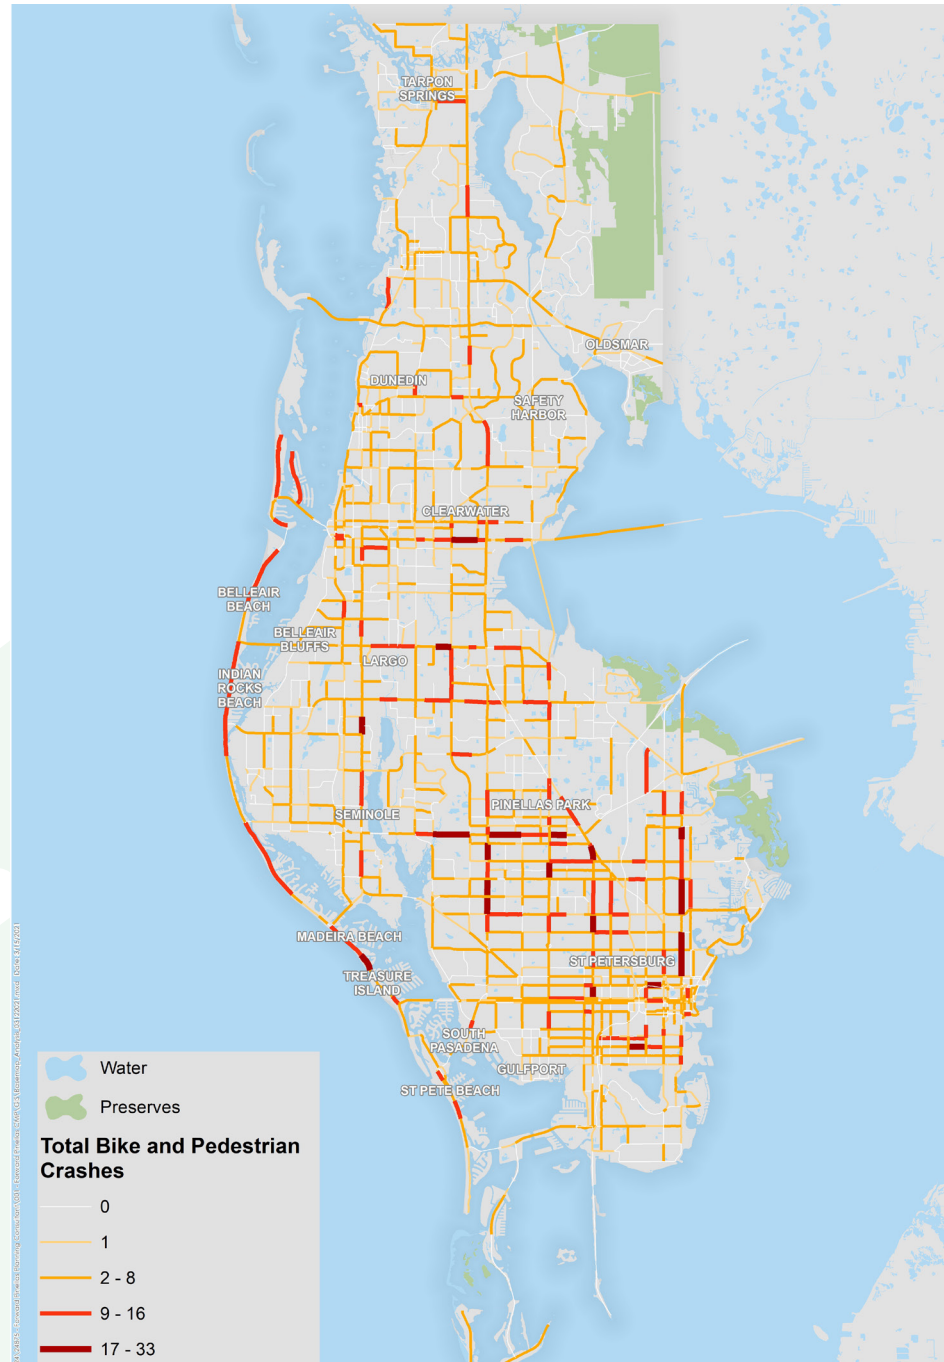 TARPON
SPRINGS
OLDSMAR
DUNEDIN
SAFETY
HARBOR
CLEARWATER
BELLEAIR
BEACH
BELLEAIR
BLUFFS
LARGO
INDIAN
ROCKS
BEACH
PINELLAS PARK
SEMINOLE
MADEIRA BEACH
ST PETERSBURG
TREASURE
ISLAND
SOUTH
PASADENA
GULFPORT
ST PETE BEACH
Water
Preserves
Total Bike and Pedestrian
Crashes
0
1
2 - 8
9 - 16
17 - 33